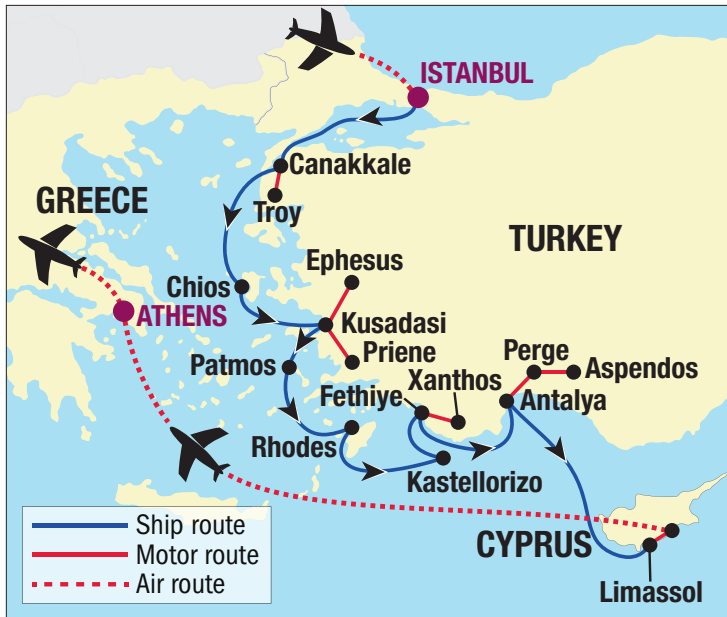 ISTANBUL
Canakkale
Troy
GREECE
TURKEY
Ephesus
Chios
ATHENS
Kusadasi
Priene
Patmos
Perge
Aspendos
Xanthos
Fethiye
Antalya
Rhodes
Kastellorizo
Ship route
Motor route
Air route
CYPRUS
Limassol